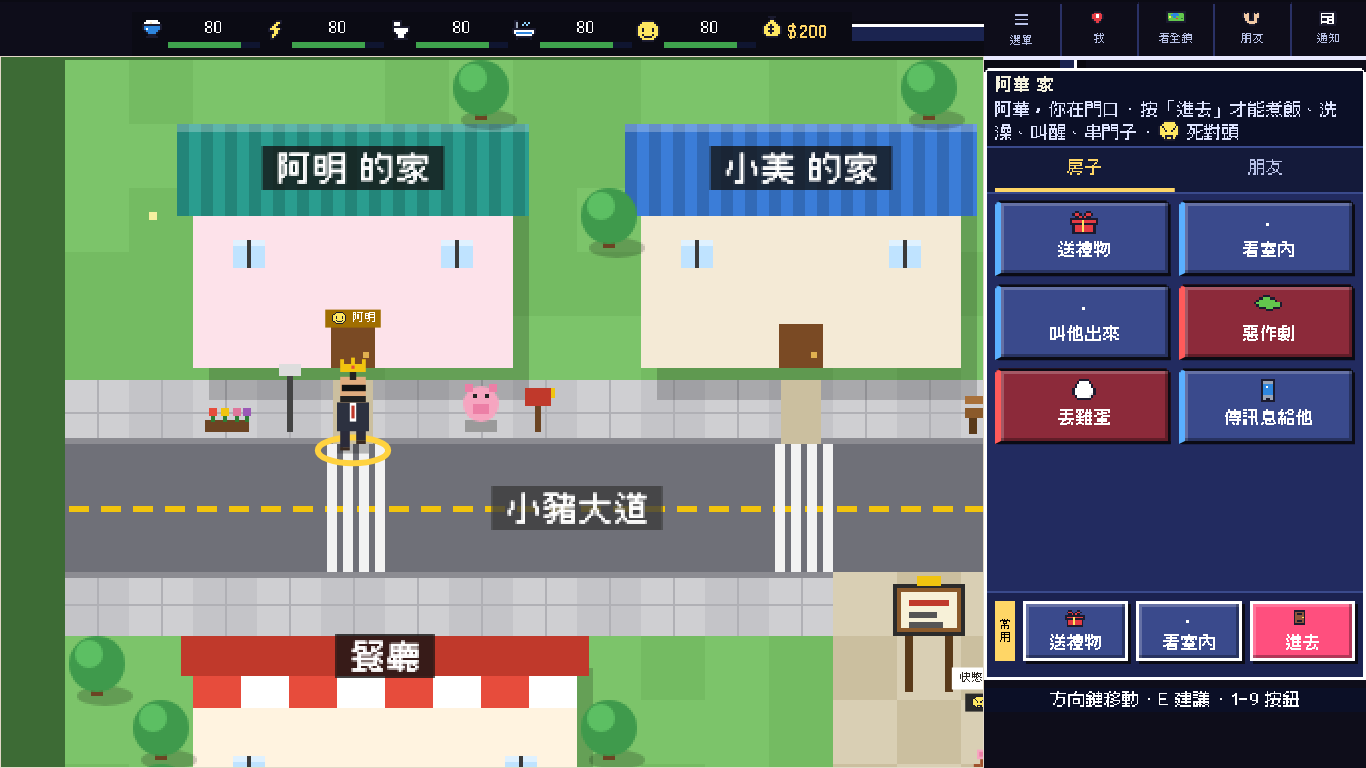 80
80
80
80
80
$200
選單
我
看全鎮
朋友
通知
阿明 的家
小美 的家
阿明
小豬大道
餐廳
快憋
阿華 家
阿華，你在門口 · 按「進去」才能煮飯、洗
澡、叫醒、串門子 · 死對頭
房子
朋友
送禮物
看室內
叫他出來
惡作劇
丟雞蛋
傳訊息給他
常用
送禮物
看室內
進去
方向鍵移動 · E 建議 · 1-9 按鈕